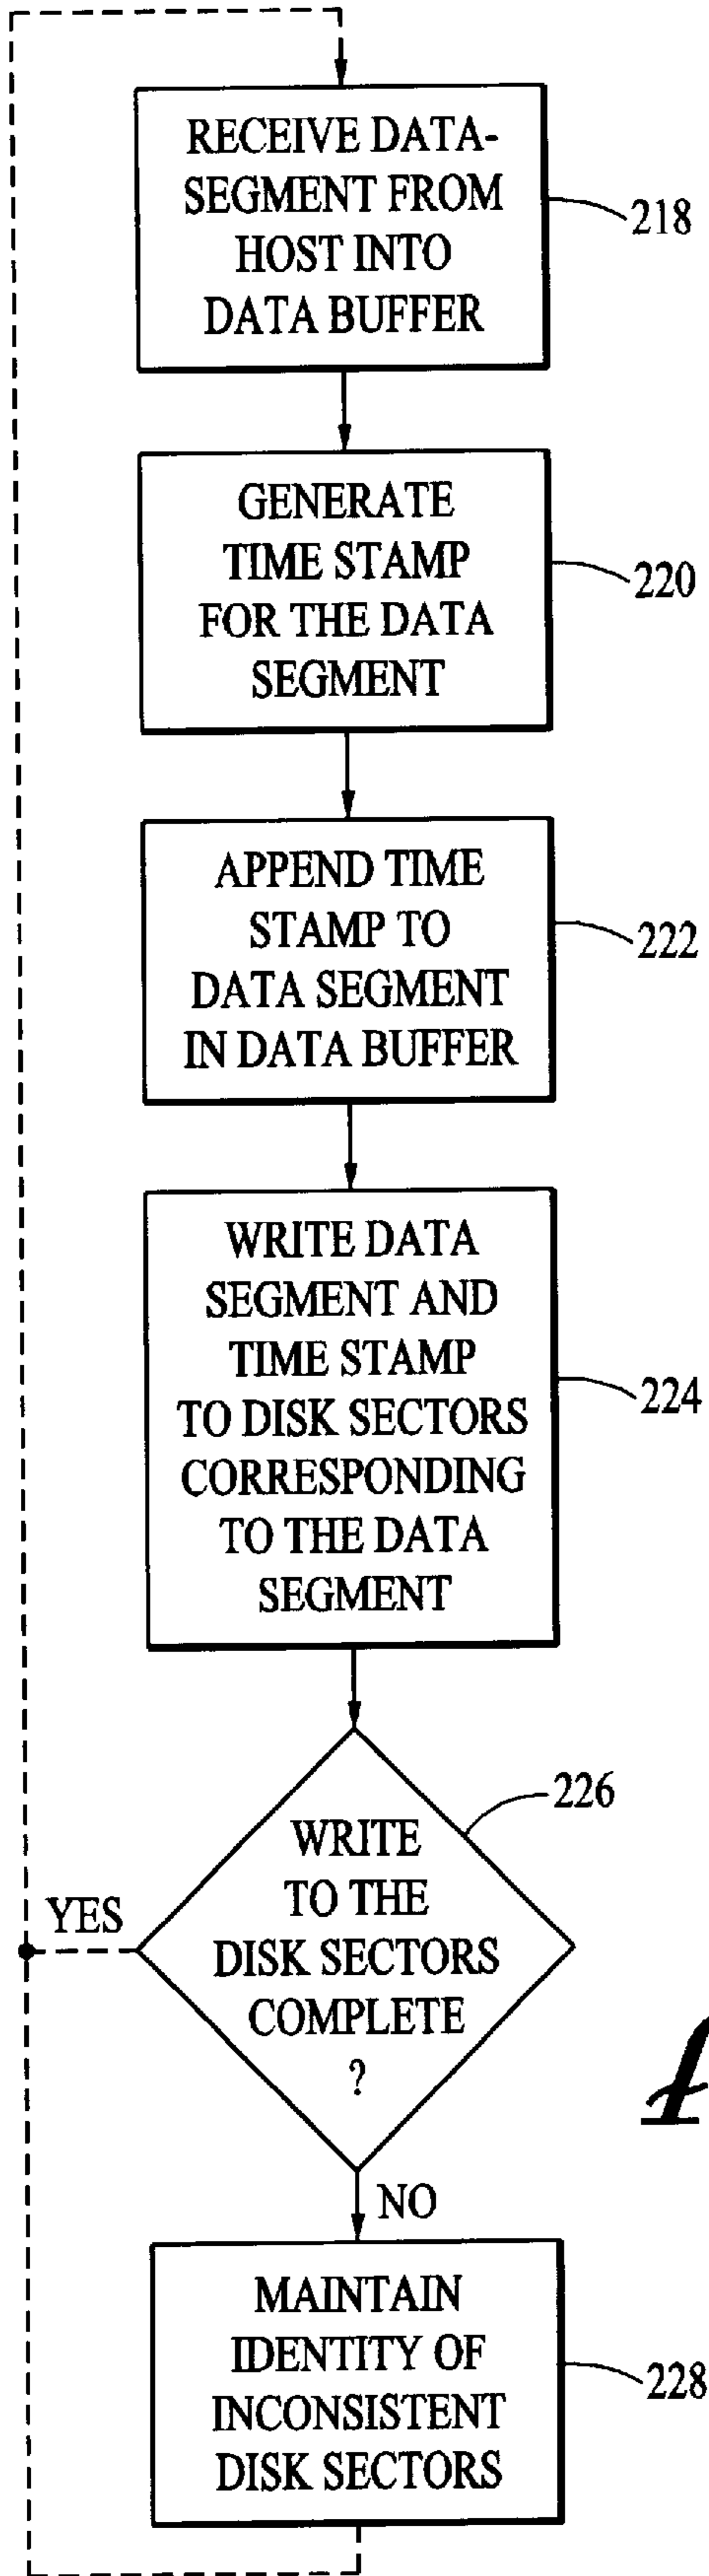 RECEIVE DATA-
SEGMENT FROM
HOST INTO
DATA BUFFER
218
GENERATE
TIME STAMP
FOR THE DATA
SEGMENT
220
APPEND TIME
STAMP TO
DATA SEGMENT
IN DATA BUFFER
222
WRITE DATA
SEGMENT AND
TIME STAMP
TO DISK SECTORS
CORRESPONDING
TO THE DATA
SEGMENT
224
WRITE
TO THE
DISK SECTORS
COMPLETE
?
226
YES
NO
MAINTAIN
IDENTITY OF
INCONSISTENT
DISK SECTORS
228